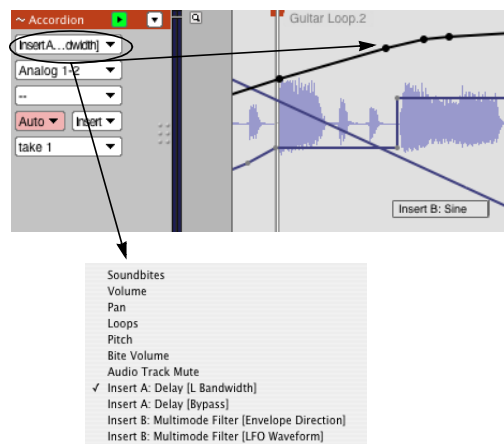 ~ Accordion
Guitar Loop.2
Insert A...dwidth]
Analog 1-2
--
Auto
Insert
take 1
Insert B: Sine
Soundbites
Volume
Pan
Loops
Pitch
Bite Volume
Audio Track Mute
✓ Insert A: Delay [L Bandwidth]
Insert A: Delay [Bypass]
Insert B: Multimode Filter [Envelope Direction]
Insert B: Multimode Filter [LFO Waveform]